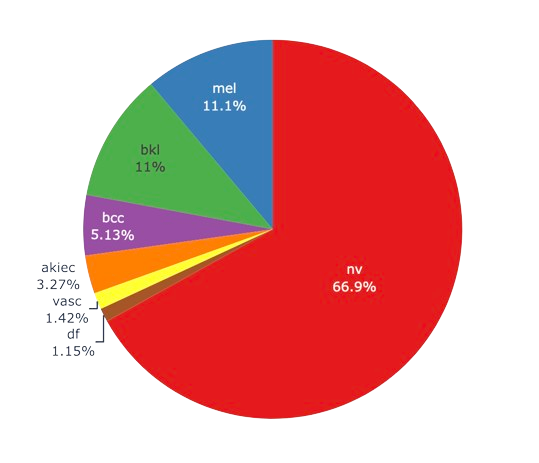 mel
11.1%
bkl
11%
bcc
5.13%
nv
66.9%
akiec
3.27%
vasc
1.42%
df
1.15%